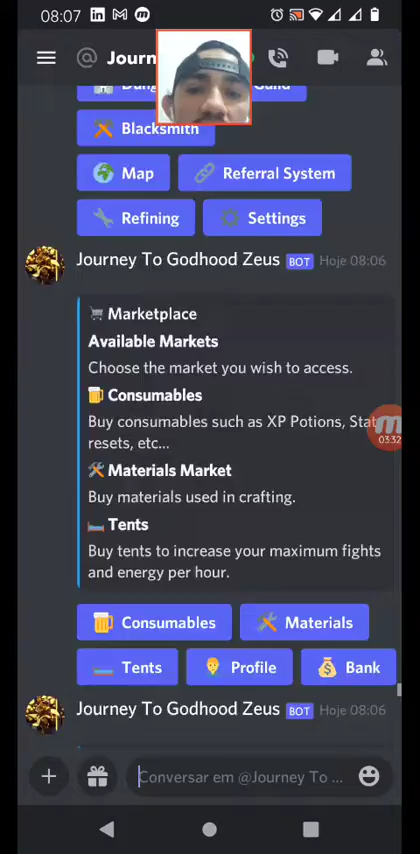 08:07
Journ
Blacksmith
Map
Referral System
Refining
Settings
Journey To Godhood Zeus BOT Hoje 08:06
Marketplace
Available Markets
Choose the market you wish to access.
Consumables
Buy consumables such as XP Potions, Stat
resets, etc...
Materials Market
Buy materials used in crafting.
Tents
Buy tents to increase your maximum fights
and energy per hour.
03:32
Consumables
Materials
Tents
Profile
Bank
Journey To Godhood Zeus BOT Hoje 08:06
Conversar em @Journey To ...